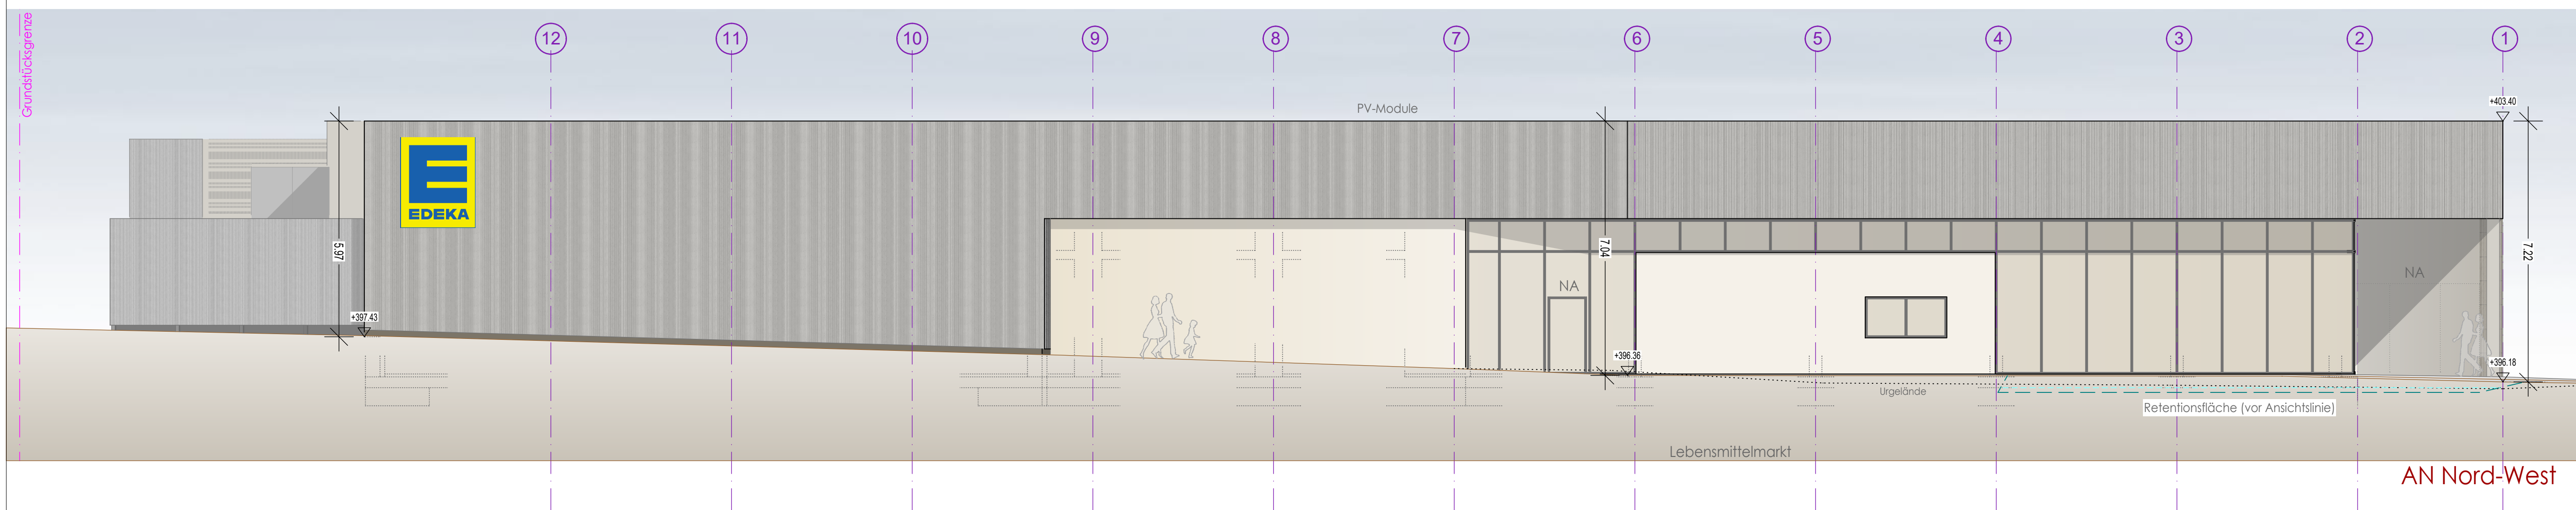 Grundstücksgrenze
12
11
10
9
8
7
6
5
4
3
2
1
+403.40
PV-Module
E
EDEKA
5.97
7.04
7.22
NA
NA
+397.43
+396.36
+396.18
Urgelände
Retentionsfläche (vor Ansichtslinie)
Lebensmittelmarkt
AN Nord-West